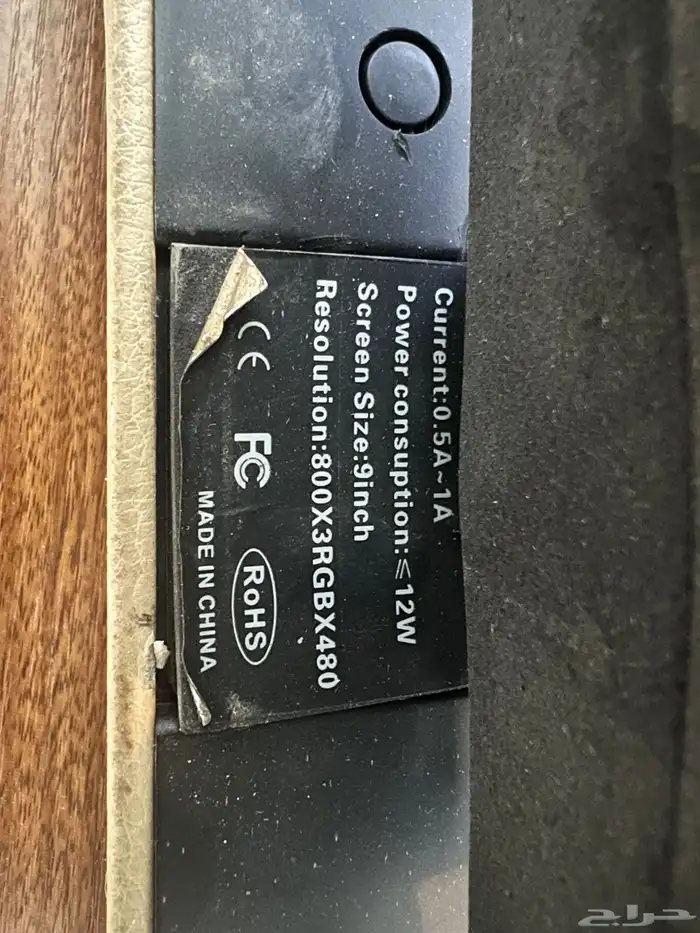 Current:0.5A~1A
Power consuption:≤12W
Screen Size:9inch
Resolution:800X3RGBX480
CE FC RoHS
MADE IN CHINA
حراج